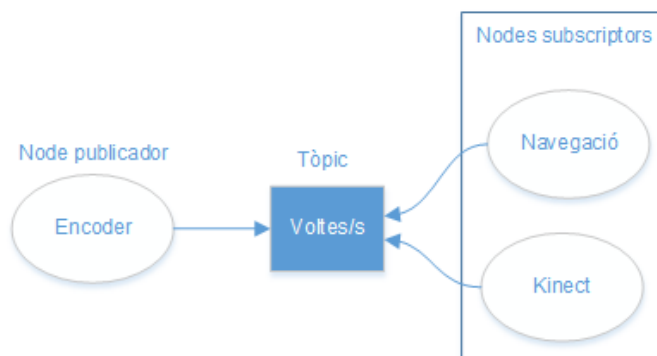 Nodes subscriptors
Navegació
Node publicador
Tòpic
Encoder
Voltes/s
Kinect